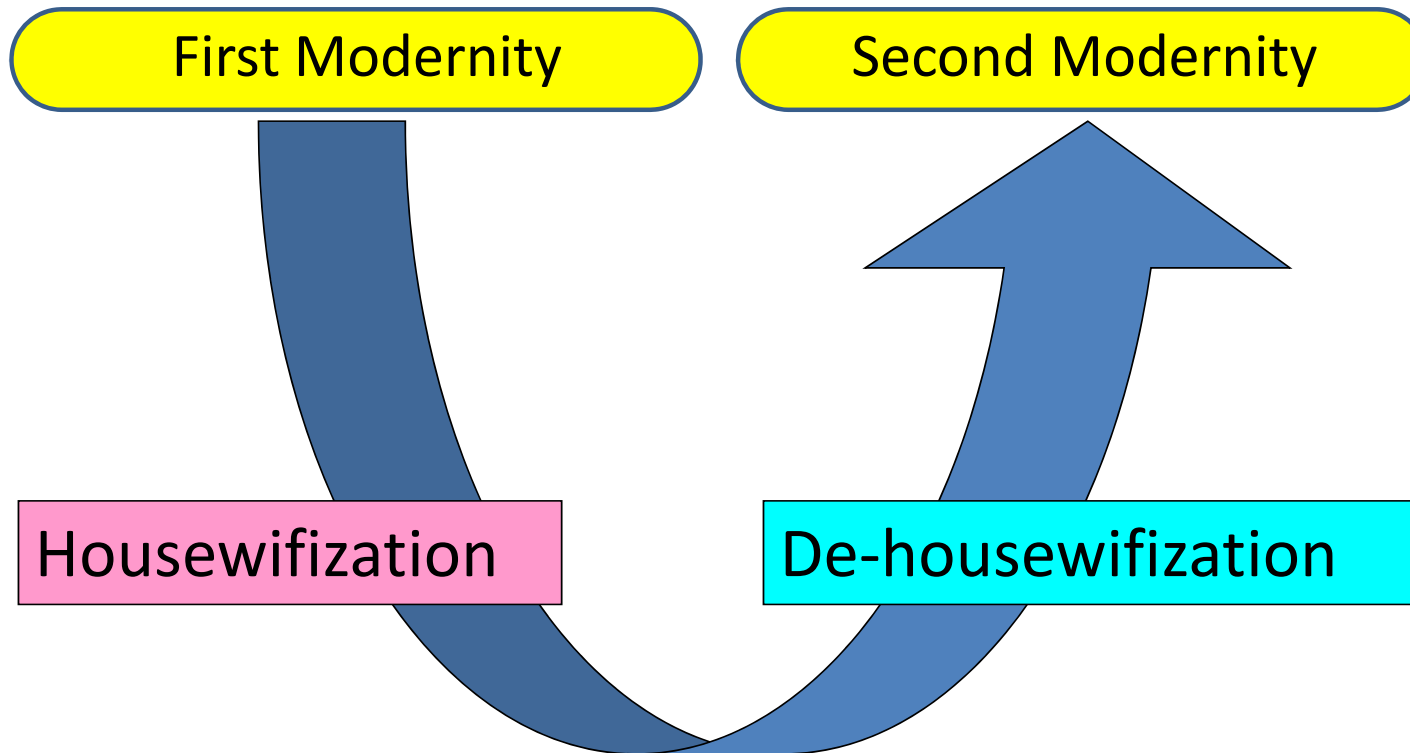 First Modernity
Second Modernity
Housewifization
De-housewifization